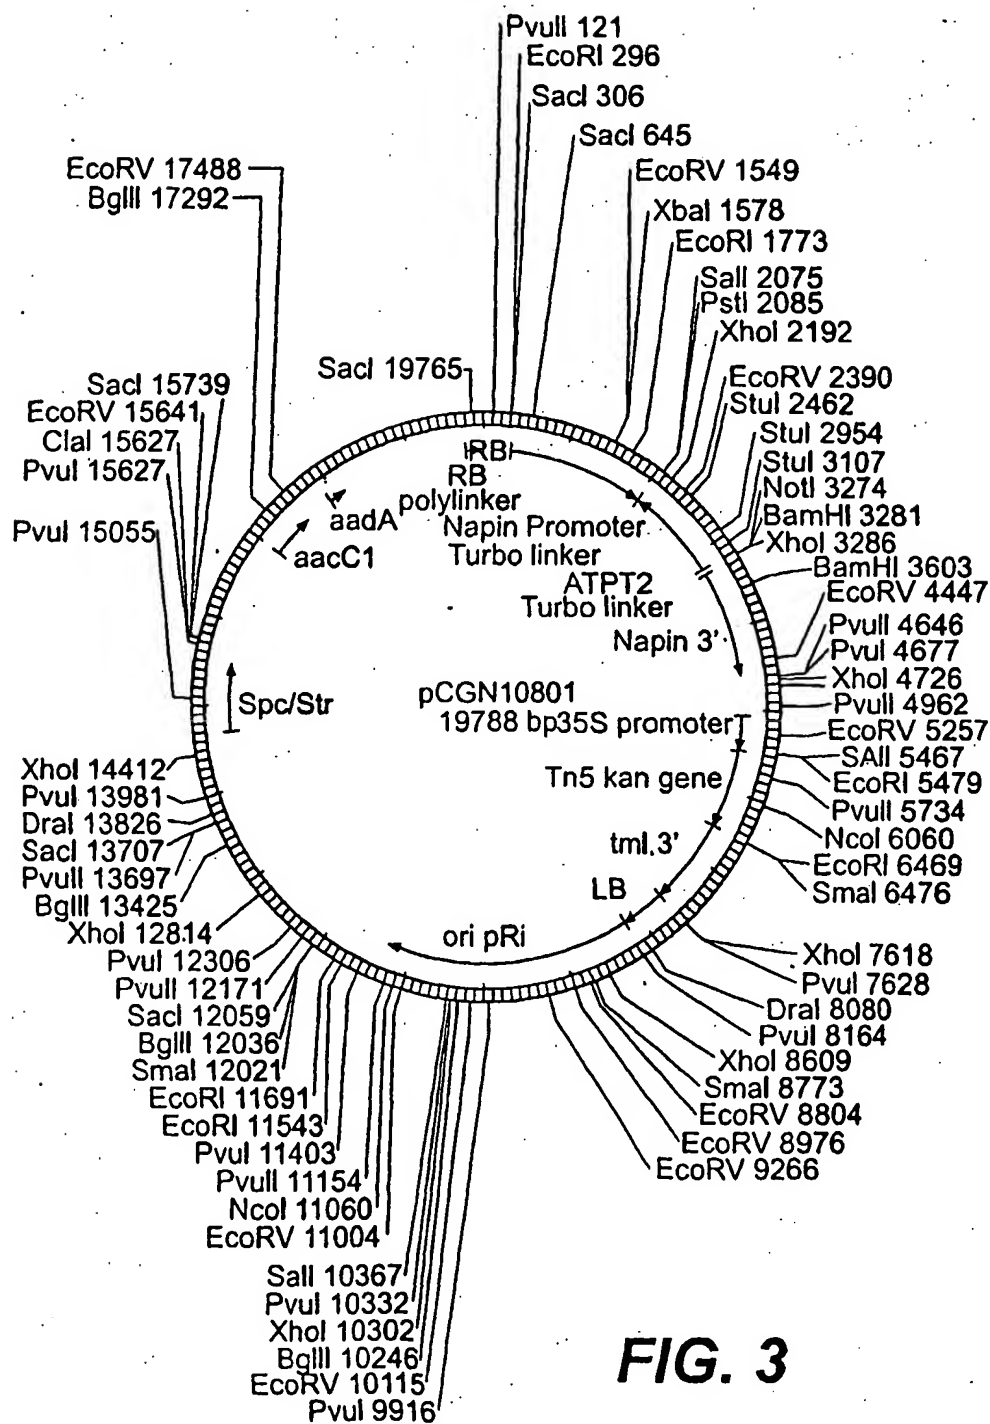 PvuII 121
EcoRI 296
SacI 306
SacI 645
EcoRV 1549
XbaI 1578
EcoRI 1773
SalI 2075
PstI 2085
XhoI 2192
EcoRV 2390
StuI 2462
StuI 2954
StuI 3107
NotI 3274
BamHI 3281
XhoI 3286
BamHI 3603
EcoRV 4447
PvuII 4646
PvuI 4677
XhoI 4726
PvuII 4962
EcoRV 5257
SAlI 5467
EcoRI 5479
PvuII 5734
NcoI 6060
EcoRI 6469
SmaI 6476
XhoI 7618
PvuI 7628
DraI 8080
PvuI 8164
XhoI 8609
SmaI 8773
EcoRV 8804
EcoRV 8976
EcoRV 9266
EcoRV 17488
BglII 17292
SacI 19765
SacI 15739
EcoRV 15641
ClaI 15627
PvuI 15627
PvuI 15055
XhoI 14412
PvuI 13981
DraI 13826
SacI 13707
PvuII 13697
BglII 13425
XhoI 12814
PvuI 12306
PvuII 12171
SacI 12059
BglII 12036
SmaI 12021
EcoRI 11691
EcoRI 11543
PvuI 11403
PvuII 11154
NcoI 11060
EcoRV 11004
SalI 10367
PvuI 10332
XhoI 10302
BglII 10246
EcoRV 10115
PvuI 9916
RB
RB
polylinker
aadA
Napin Promoter
Turbo linker
aacC1
ATPT2
Turbo linker
Napin 3'
Spc/Str
pCGN10801
19788 bp
35S promoter
Tn5 kan gene
tml 3'
LB
ori pRi
FIG. 3